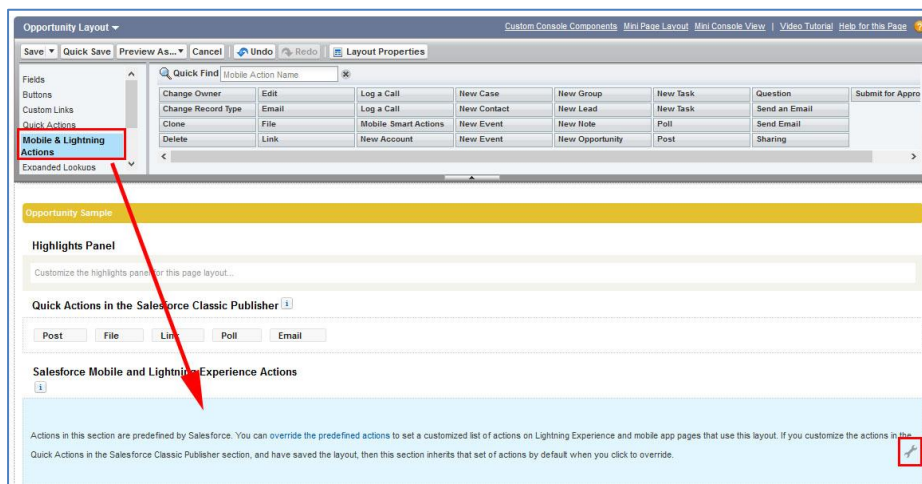 Opportunity Layout
Custom Console Components Mini Page Layout Mini Console View | Video Tutorial Help for this Page
Save Quick Save Preview As... Cancel Undo Redo Layout Properties
Fields
Buttons
Custom Links
Quick Actions
Mobile & Lightning
Actions
Expanded Lookups
Quick Find Mobile Action Name
Change Owner Edit Log a Call New Case New Group New Task Question Submit for Appro
Change Record Type Email Log a Call New Contact New Lead New Task Send an Email
Clone File Mobile Smart Actions New Event New Note Poll Send Email
Delete Link New Account New Event New Opportunity Post Sharing
Opportunity Sample
Highlights Panel
Customize the highlights panel for this page layout...
Quick Actions in the Salesforce Classic Publisher
Post File Link Poll Email
Salesforce Mobile and Lightning Experience Actions
Actions in this section are predefined by Salesforce. You can override the predefined actions to set a customized list of actions on Lightning Experience and mobile app pages that use this layout. If you customize the actions in the
Quick Actions in the Salesforce Classic Publisher section, and have saved the layout, then this section inherits that set of actions by default when you click to override.